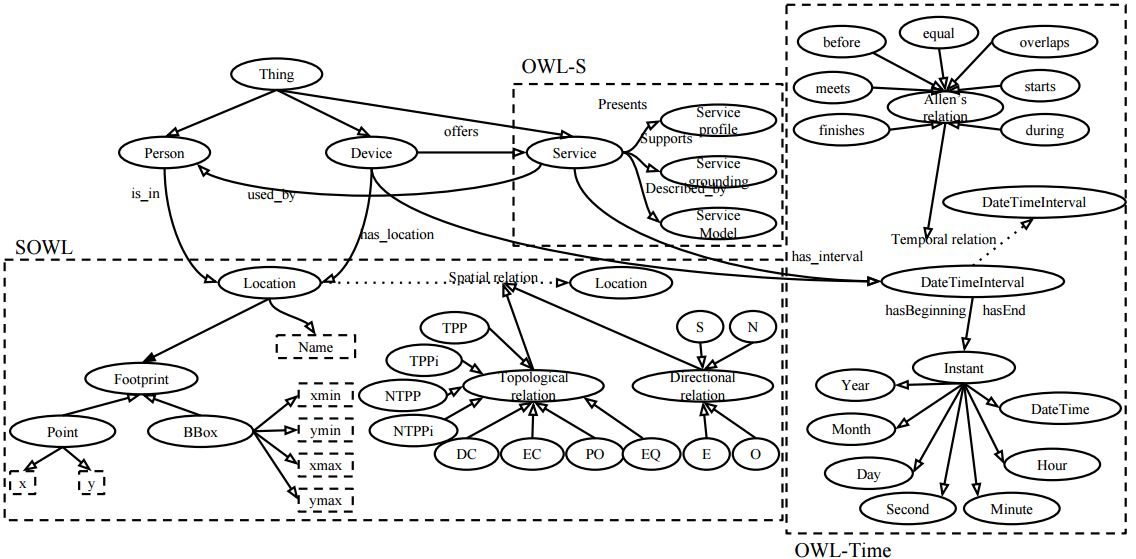 before
equal
overlaps
OWL-S
Thing
meets
starts
Presents
Service
profile
Allen's
relation
offers
Supports
finishes
during
Person
Device
Service
Service
grounding
Described_by
is_in
used_by
Service
Model
DateTimeInterval
has_location
Temporal relation
SOWL
has_interval
Location
Spatial relation
Location
DateTimeInterval
hasBeginning
hasEnd
TPP
S
N
Name
TPPi
Instant
Footprint
Topological
relation
Directional
relation
Year
xmin
NTPP
DateTime
Point
BBox
ymin
NTPPi
Month
DC
EC
PO
EQ
E
O
xmax
Hour
Day
x
y
ymax
Second
Minute
OWL-Time